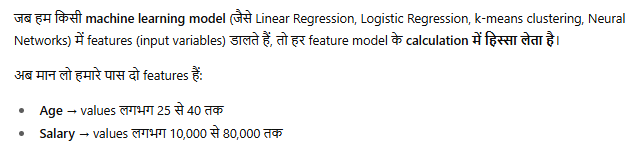 जब हम किसी machine learning model (जैसे Linear Regression, Logistic Regression, k-means clustering, Neural
Networks) में features (input variables) डालते हैं, तो हर feature model के calculation में हिस्सा लेता है।
अब मान लो हमारे पास दो features हैं:
• Age → values लगभग 25 से 40 तक
• Salary → values लगभग 10,000 से 80,000 तक